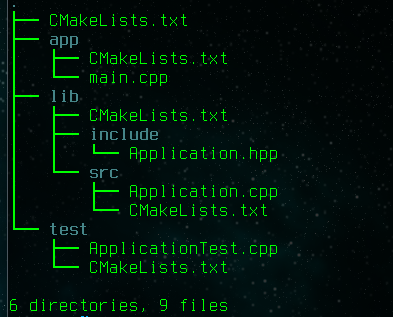 .
├── CMakeLists.txt
├── app
│   ├── CMakeLists.txt
│   └── main.cpp
├── lib
│   ├── CMakeLists.txt
│   ├── include
│   │   └── Application.hpp
│   └── src
│       ├── Application.cpp
│       └── CMakeLists.txt
└── test
    ├── ApplicationTest.cpp
    └── CMakeLists.txt
6 directories, 9 files